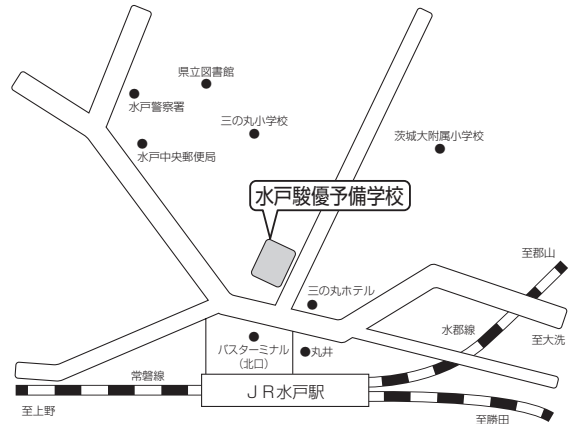 県立図書館
水戸警察署
三の丸小学校
茨城大附属小学校
水戸中央郵便局
水戸駿優予備学校
至郡山
三の丸ホテル
水郡線
至大洗
バスターミナル
(北口)
丸井
常磐線
JR水戸駅
至上野
至勝田